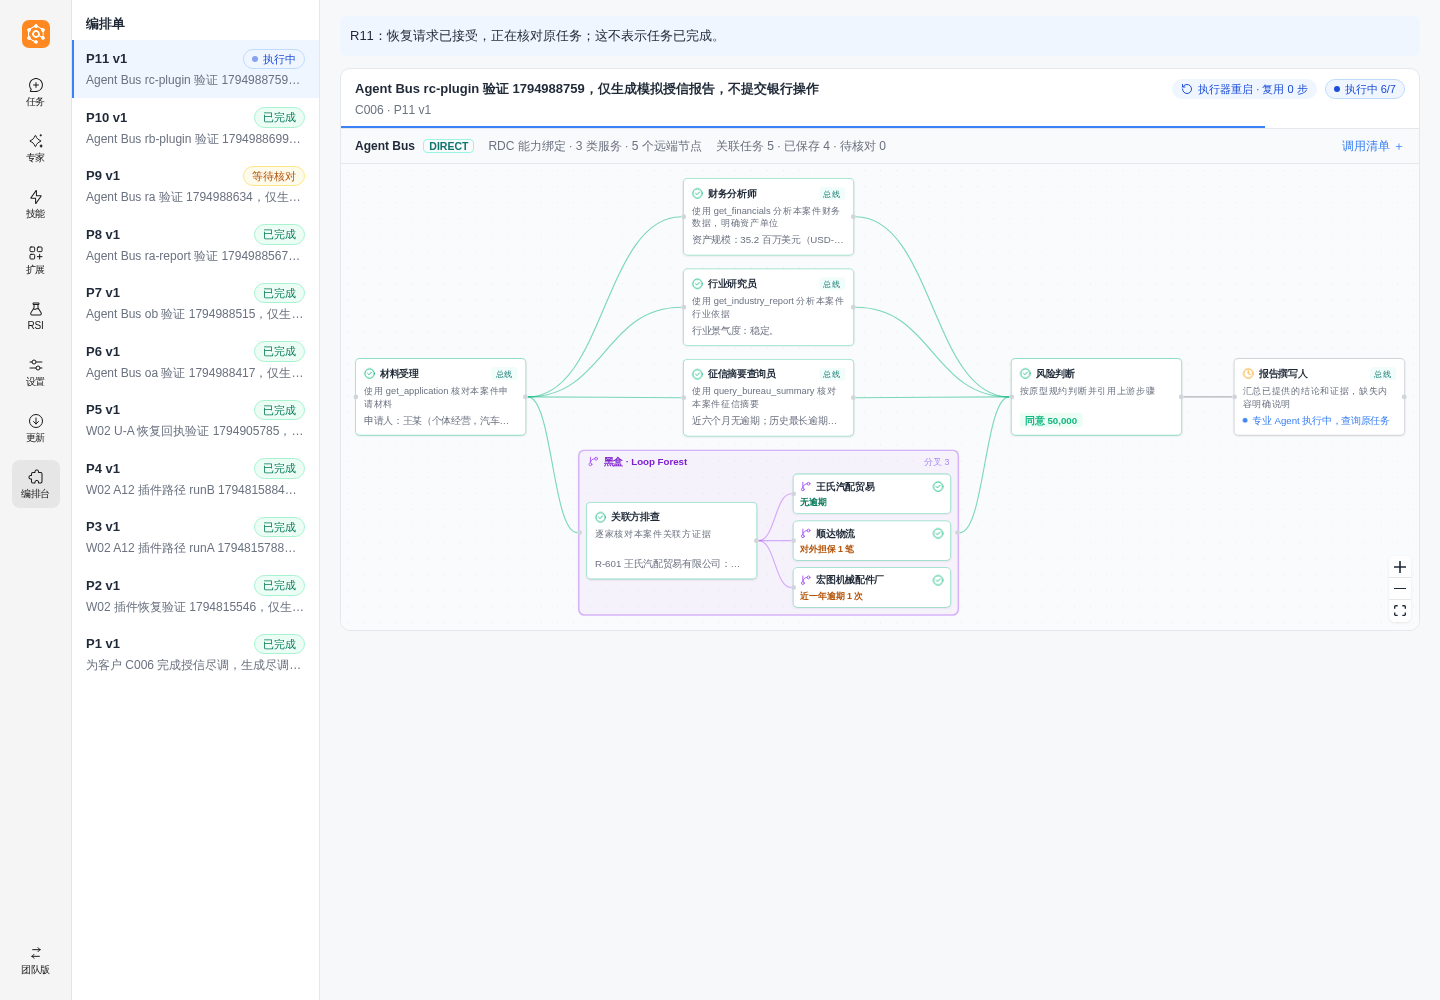 任务
专家
技能
扩展
RSI
设置
更新
编排台
团队版
编排单
P11 v1 执行中
Agent Bus rc-plugin 验证 1794988759…
P10 v1 已完成
Agent Bus rb-plugin 验证 1794988699…
P9 v1 等待核对
Agent Bus ra 验证 1794988634，仅生…
P8 v1 已完成
Agent Bus ra-report 验证 1794988567…
P7 v1 已完成
Agent Bus ob 验证 1794988515，仅生…
P6 v1 已完成
Agent Bus oa 验证 1794988417，仅生…
P5 v1 已完成
W02 U-A 恢复回执验证 1794905785，…
P4 v1 已完成
W02 A12 插件路径 runB 1794815884…
P3 v1 已完成
W02 A12 插件路径 runA 1794815788…
P2 v1 已完成
W02 插件恢复验证 1794815546，仅生…
P1 v1 已完成
为客户 C006 完成授信尽调，生成尽调…
R11：恢复请求已接受，正在核对原任务；这不表示任务已完成。
Agent Bus rc-plugin 验证 1794988759，仅生成模拟授信报告，不提交银行操作
C006 · P11 v1
执行器重启 · 复用 0 步
执行中 6/7
Agent Bus DIRECT RDC 能力绑定 · 3 类服务 · 5 个远端节点 关联任务 5 · 已保存 4 · 待核对 0
调用清单 +
材料受理 总线
使用 get_application 核对本案件申
请材料
申请人：王某（个体经营，汽车…
财务分析师 总线
使用 get_financials 分析本案件财务
数据，明确资产单位
资产规模：35.2 百万美元（USD-…
行业研究员 总线
使用 get_industry_report 分析本案件
行业依据
行业景气度：稳定。
征信摘要查询员 总线
使用 query_bureau_summary 核对
本案件征信摘要
近六个月无逾期；历史最长逾期…
黑盒 · Loop Forest 分叉 3
关联方排查
逐家核对本案件关联方证据
R-601 王氏汽配贸易有限公司：…
王氏汽配贸易
无逾期
顺达物流
对外担保 1 笔
宏图机械配件厂
近一年逾期 1 次
风险判断
按原型规约判断并引用上游步骤
同意 50,000
报告撰写人 总线
汇总已提供的结论和证据，缺失内
容明确说明
专业 Agent 执行中，查询原任务